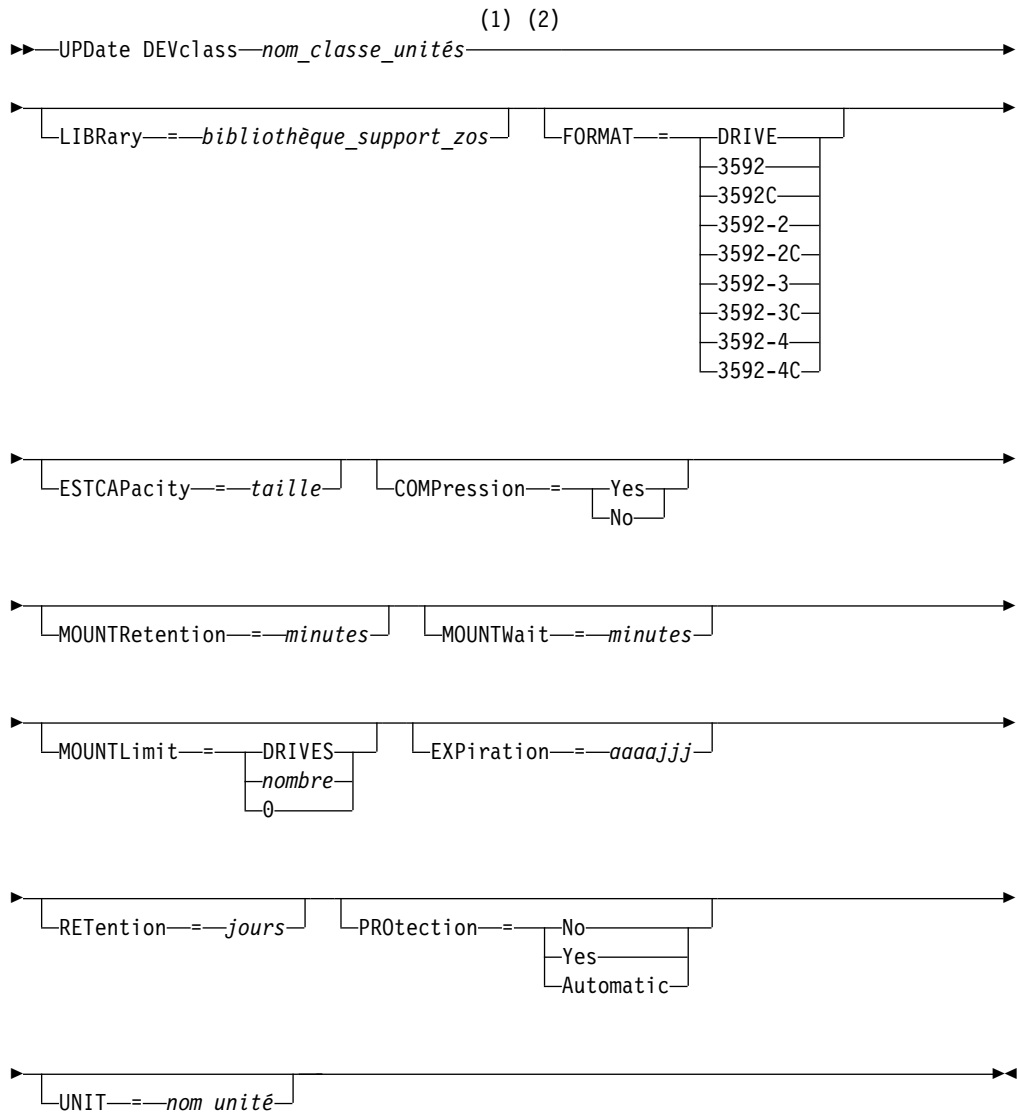 (1) (2)
UPDate DEVclass nom_classe_unités
LIBRary = bibliothèque_support_zos FORMAT = DRIVE
3592
3592C
3592-2
3592-2C
3592-3
3592-3C
3592-4
3592-4C
ESTCAPacity = taille COMPression = Yes
No
MOUNTRetention = minutes MOUNTWait = minutes
MOUNTLimit = DRIVES EXPiration = aaaajjj
nombre
0
RETention = jours PROtection = No
Yes
Automatic
UNIT = nom unité